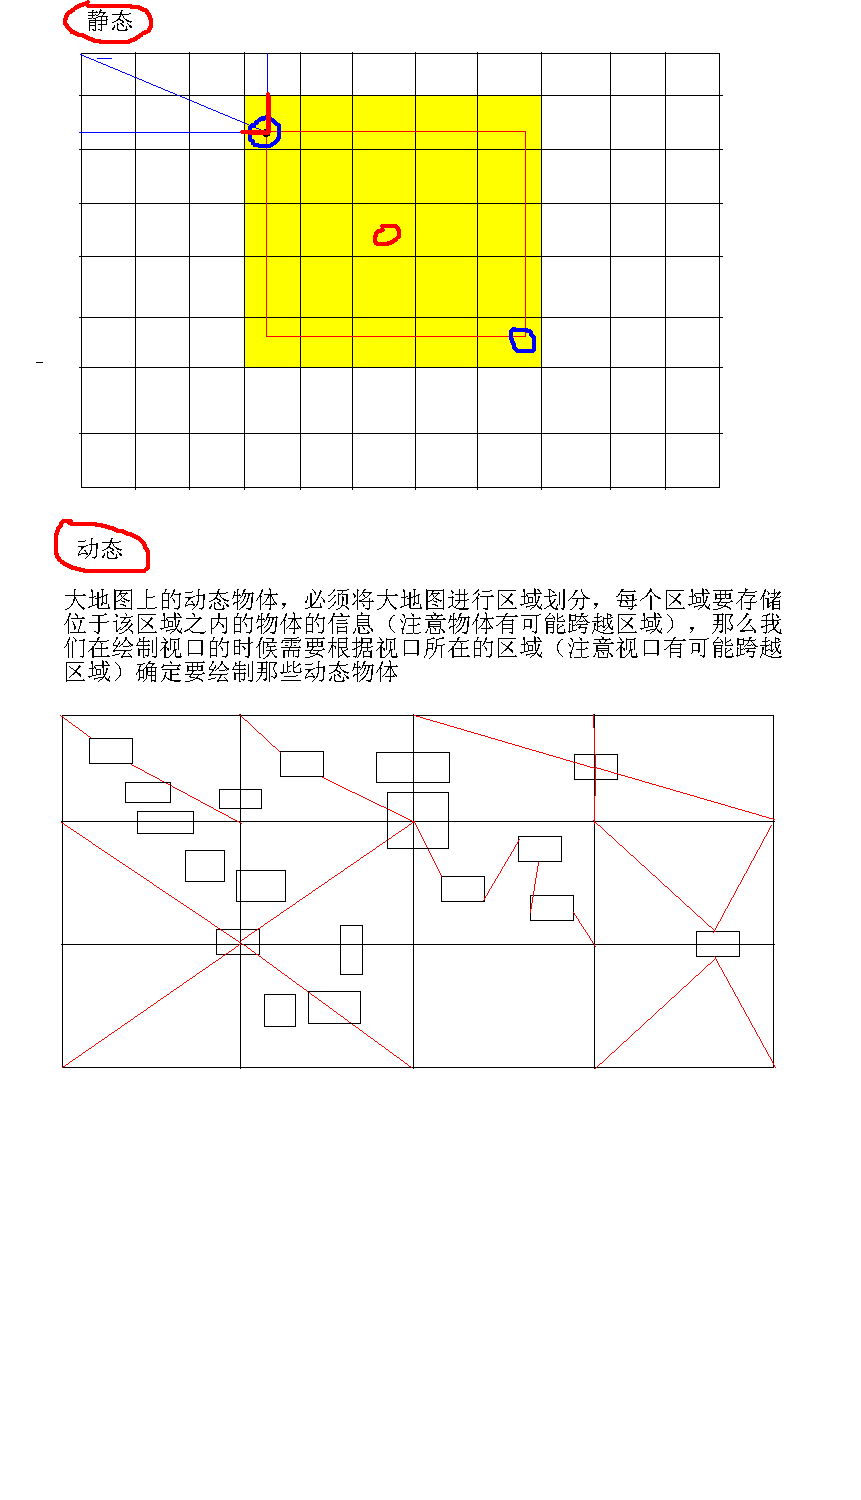 静态
动态
大地图上的动态物体，必须将大地图进行区域划分，每个区域要存储
位于该区域之内的物体的信息（注意物体有可能跨越区域），那么我
们在绘制视口的时候需要根据视口所在的区域（注意视口有可能跨越
区域）确定要绘制那些动态物体